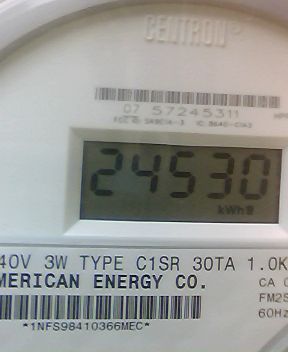 CENTRON®
07 57245311
24530
kWh
40V 3W TYPE C1SR 30TA 1.0K
MERICAN ENERGY CO.
CA
FM2S
60Hz
*1NFS98410366MEC*